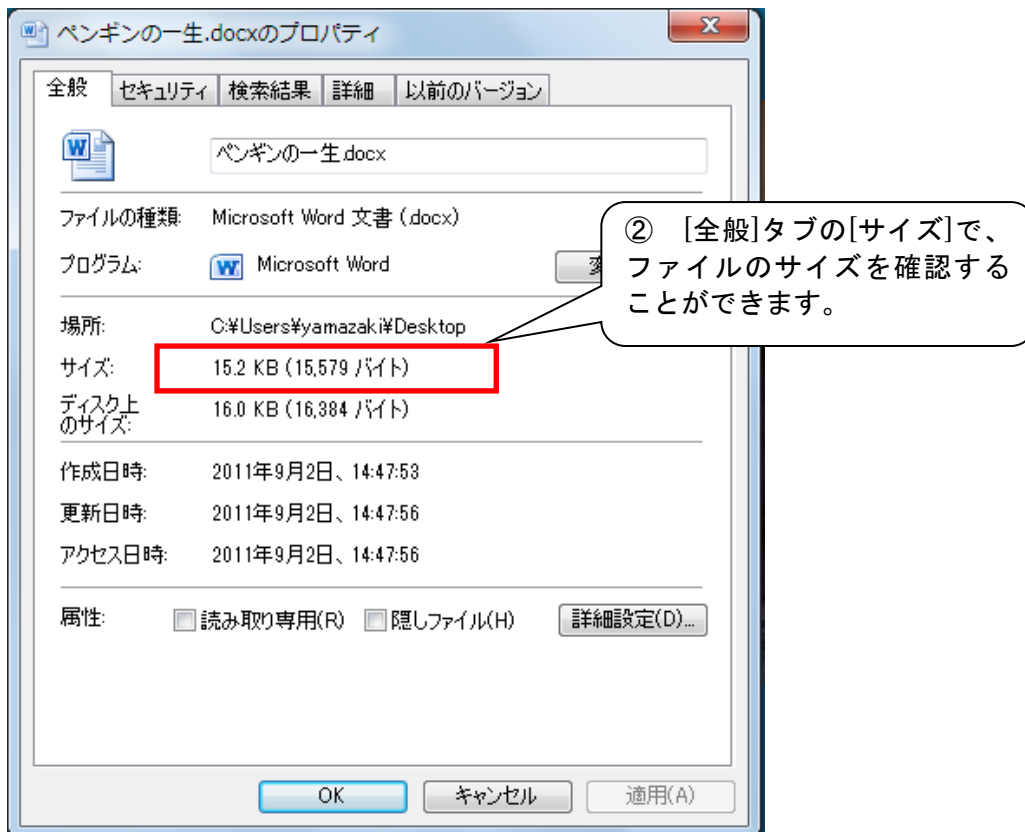 ペンギンの一生.docxのプロパティ
全般 セキュリティ 検索結果 詳細 以前のバージョン
ペンギンの一生.docx
ファイルの種類: Microsoft Word 文書 (.docx)
プログラム: Microsoft Word
② [全般]タブの[サイズ]で、
ファイルのサイズを確認する
ことができます。
場所: C:¥Users¥yamazaki¥Desktop
サイズ: 15.2 KB (15,579 バイト)
ディスク上
のサイズ: 16.0 KB (16,384 バイト)
作成日時: 2011年9月2日、14:47:53
更新日時: 2011年9月2日、14:47:56
アクセス日時: 2011年9月2日、14:47:56
属性: 読み取り専用(R) 隠しファイル(H) 詳細設定(D)...
OK キャンセル 適用(A)